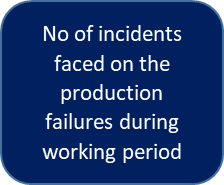 No of incidents
faced on the
production
failures during
working period